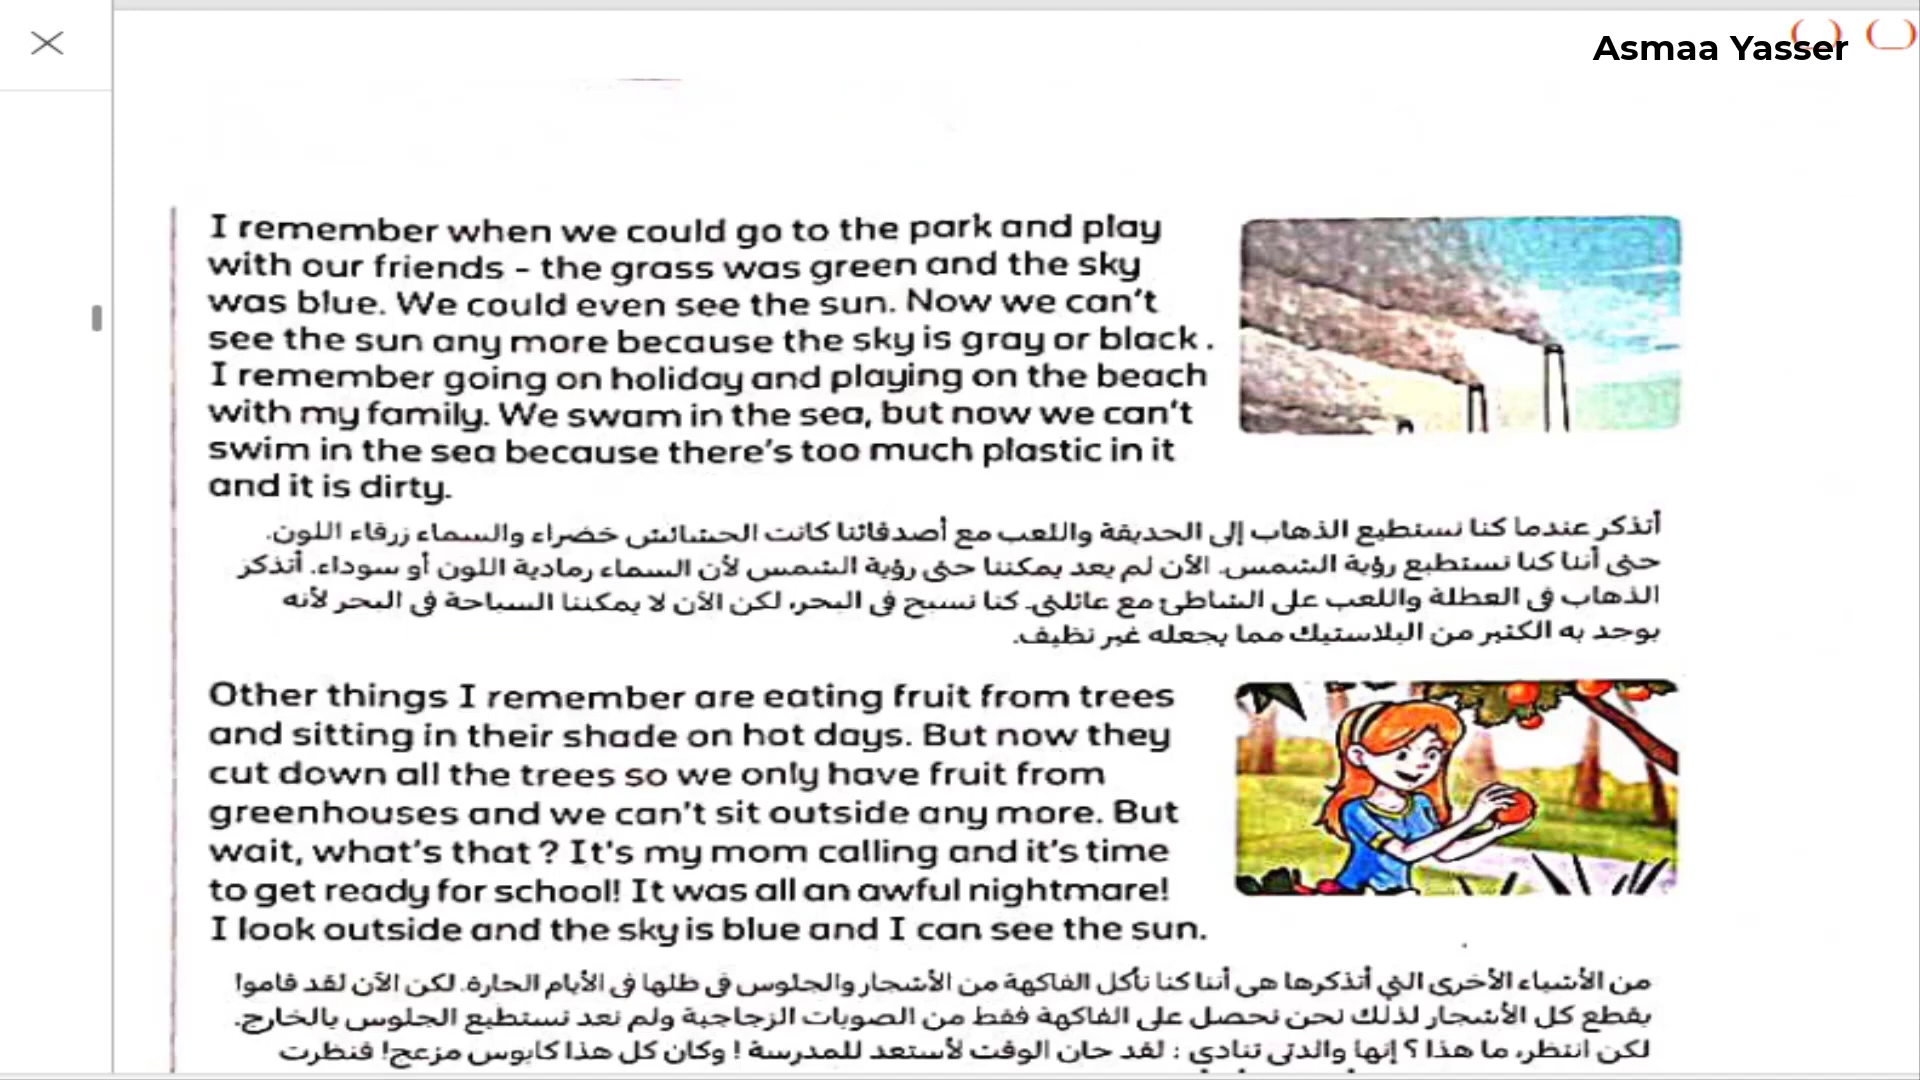 Asmaa Yasser
I remember when we could go to the park and play
with our friends - the grass was green and the sky
was blue. We could even see the sun. Now we can't
see the sun any more because the sky is gray or black.
I remember going on holiday and playing on the beach
with my family. We swam in the sea, but now we can't
swim in the sea because there's too much plastic in it
and it is dirty.
أتذكر عندما كنا نستطيع الذهاب إلى الحديقة واللعب مع أصدقائنا كانت الحشائش خضراء والسماء زرقاء اللون.
حتى أننا كنا نستطيع رؤية الشمس. الآن لم يعد يمكننا حتى رؤية الشمس لأن السماء رمادية اللون أو سوداء. أتذكر
الذهاب فى العطلة واللعب على الشاطئ مع عائلتى. كنا نسبح فى البحر، لكن الآن لا يمكننا السباحة فى البحر لأنه
يوجد به الكثير من البلاستيك مما يجعله غير نظيف.
Other things I remember are eating fruit from trees
and sitting in their shade on hot days. But now they
cut down all the trees so we only have fruit from
greenhouses and we can't sit outside any more. But
wait, what's that ? It's my mom calling and it's time
to get ready for school! It was all an awful nightmare!
I look outside and the sky is blue and I can see the sun.
من الأشياء الأخرى التي أتذكرها هى أننا كنا نأكل الفاكهة من الأشجار والجلوس فى ظلها فى الأيام الحارة. لكن الآن لقد قاموا
بقطع كل الأشجار لذلك نحن نحصل على الفاكهة فقط من الصوبات الزجاجية ولم نعد نستطيع الجلوس بالخارج.
لكن انتظر، ما هذا ؟ إنها والدتى تنادي : لقد حان الوقت لأستعد للمدرسة ! وكان كل هذا كابوس مزعج! فنظرت